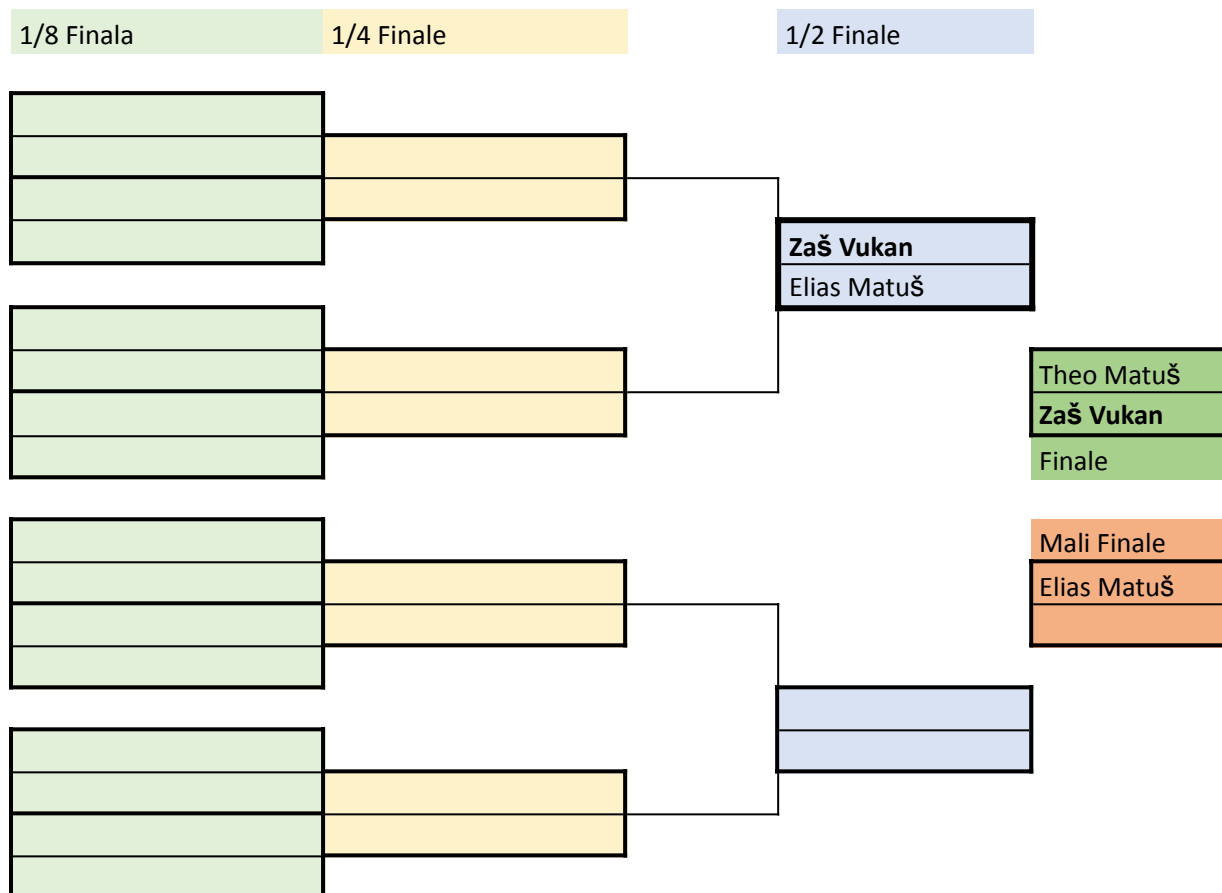 1/8 Finala
1/4 Finale
1/2 Finale
Zaš Vukan
Elias Matuš
Theo Matuš
Zaš Vukan
Finale
Mali Finale
Elias Matuš